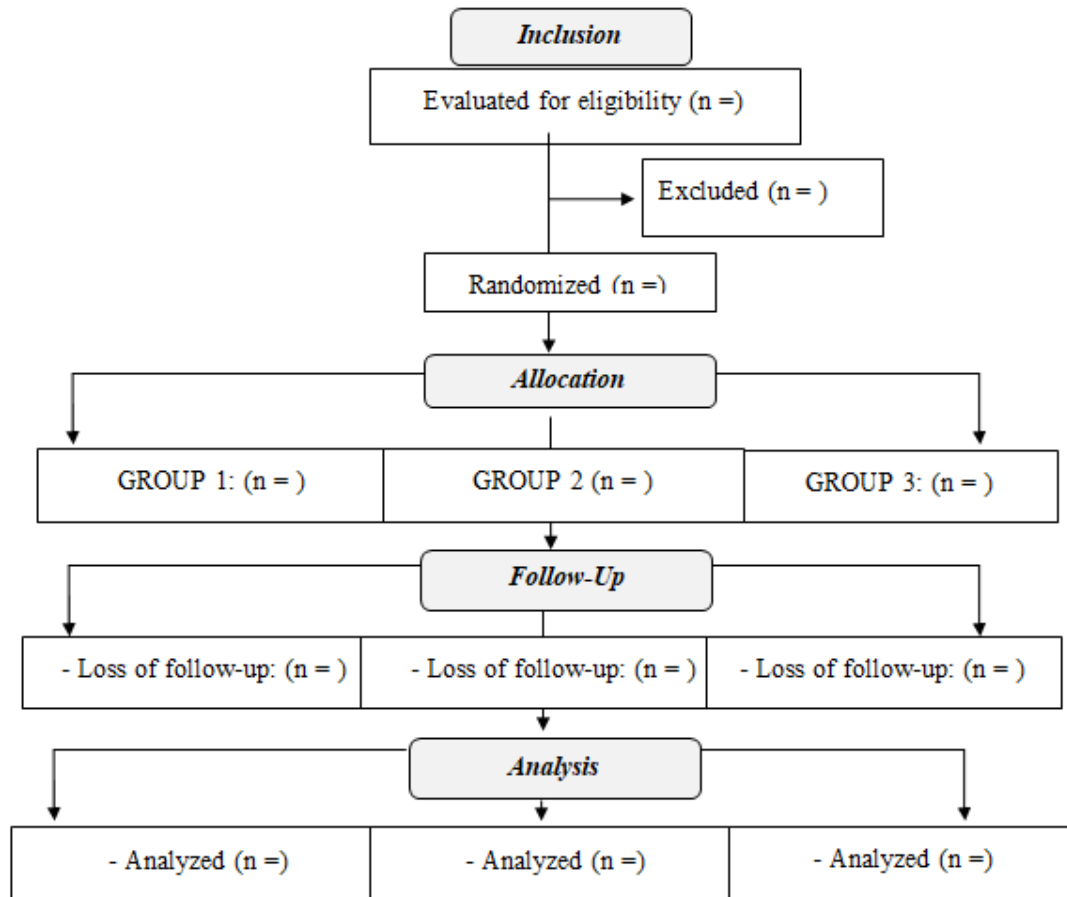 Inclusion
Evaluated for eligibility (n =)
Excluded (n = )
Randomized (n =)
Allocation
GROUP 1: (n = )
GROUP 2 (n = )
GROUP 3: (n = )
Follow-Up
- Loss of follow-up: (n = )
- Loss of follow-up: (n = )
- Loss of follow-up: (n = )
Analysis
- Analyzed (n =)
- Analyzed (n =)
- Analyzed (n =)